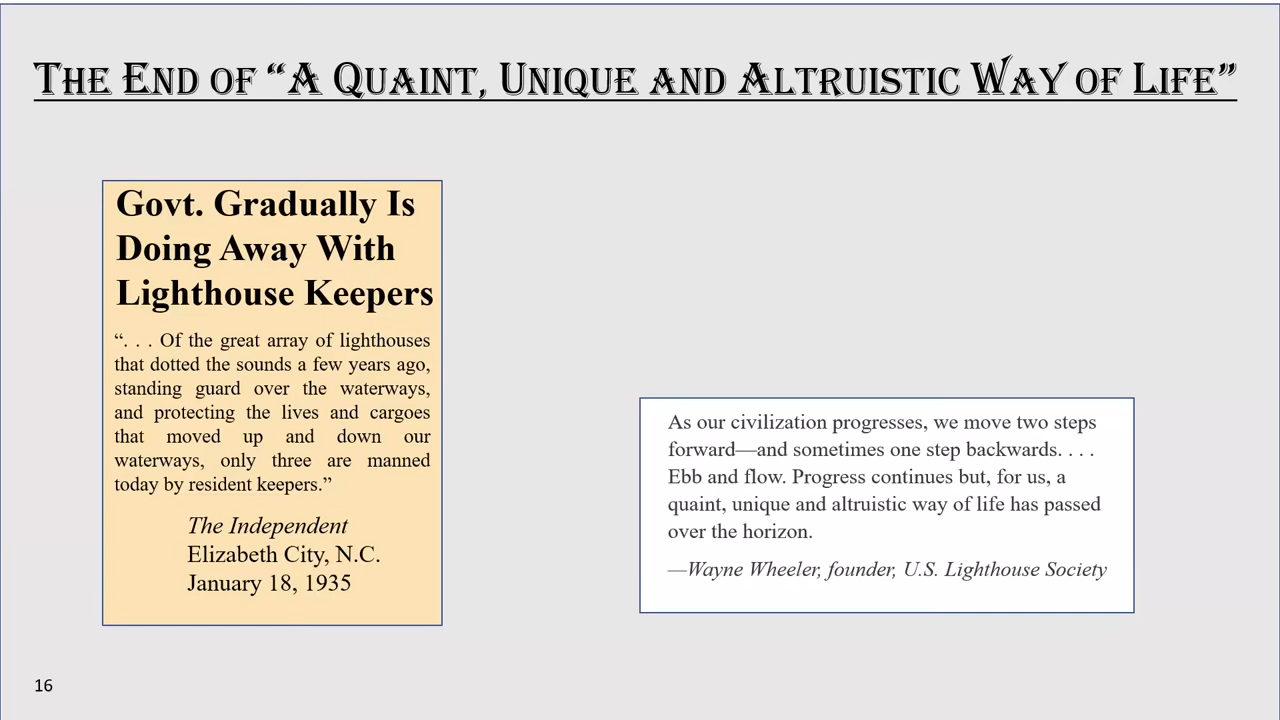 The End of “A Quaint, Unique and Altruistic Way of Life”
Govt. Gradually Is
Doing Away With
Lighthouse Keepers
“. . . Of the great array of lighthouses
that dotted the sounds a few years ago,
standing guard over the waterways,
and protecting the lives and cargoes
that moved up and down our
waterways, only three are manned
today by resident keepers.”
The Independent
Elizabeth City, N.C.
January 18, 1935
As our civilization progresses, we move two steps
forward—and sometimes one step backwards. . . .
Ebb and flow. Progress continues but, for us, a
quaint, unique and altruistic way of life has passed
over the horizon.
—Wayne Wheeler, founder, U.S. Lighthouse Society
16